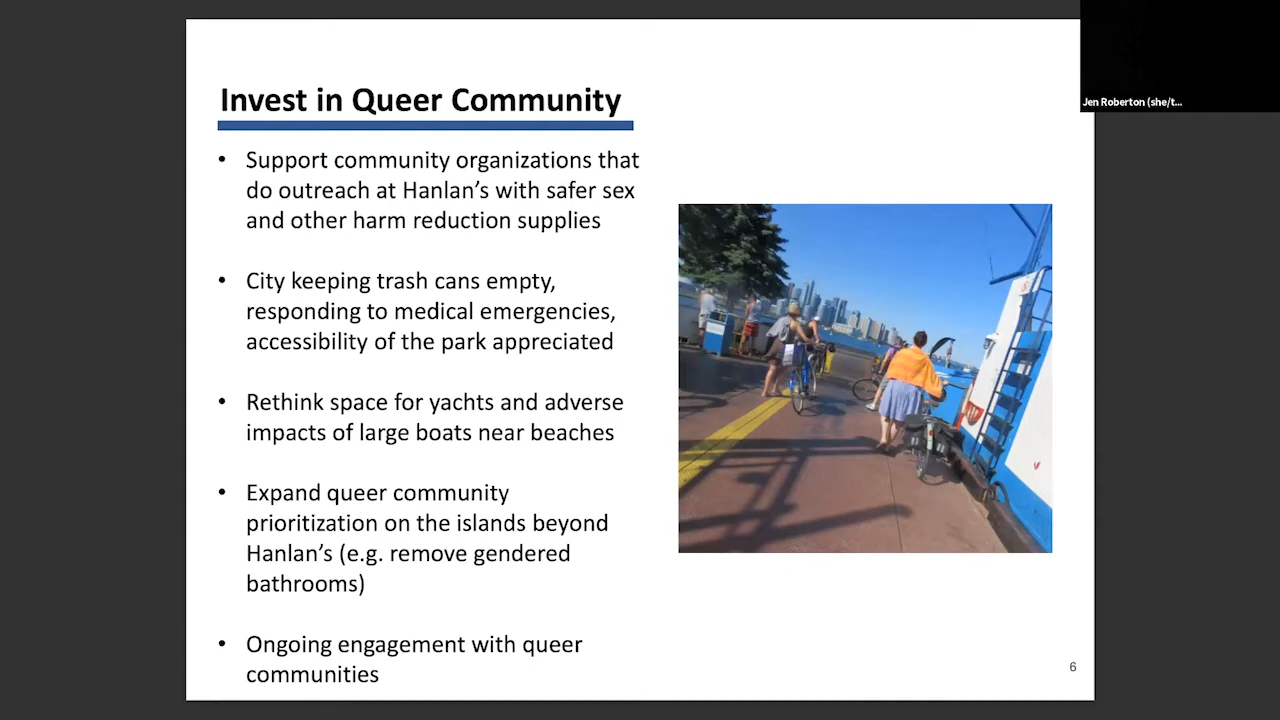 Invest in Queer Community
• Support community organizations that
do outreach at Hanlan’s with safer sex
and other harm reduction supplies
• City keeping trash cans empty,
responding to medical emergencies,
accessibility of the park appreciated
• Rethink space for yachts and adverse
impacts of large boats near beaches
• Expand queer community
prioritization on the islands beyond
Hanlan’s (e.g. remove gendered
bathrooms)
• Ongoing engagement with queer
communities
6
Jen Roberton (she/t...